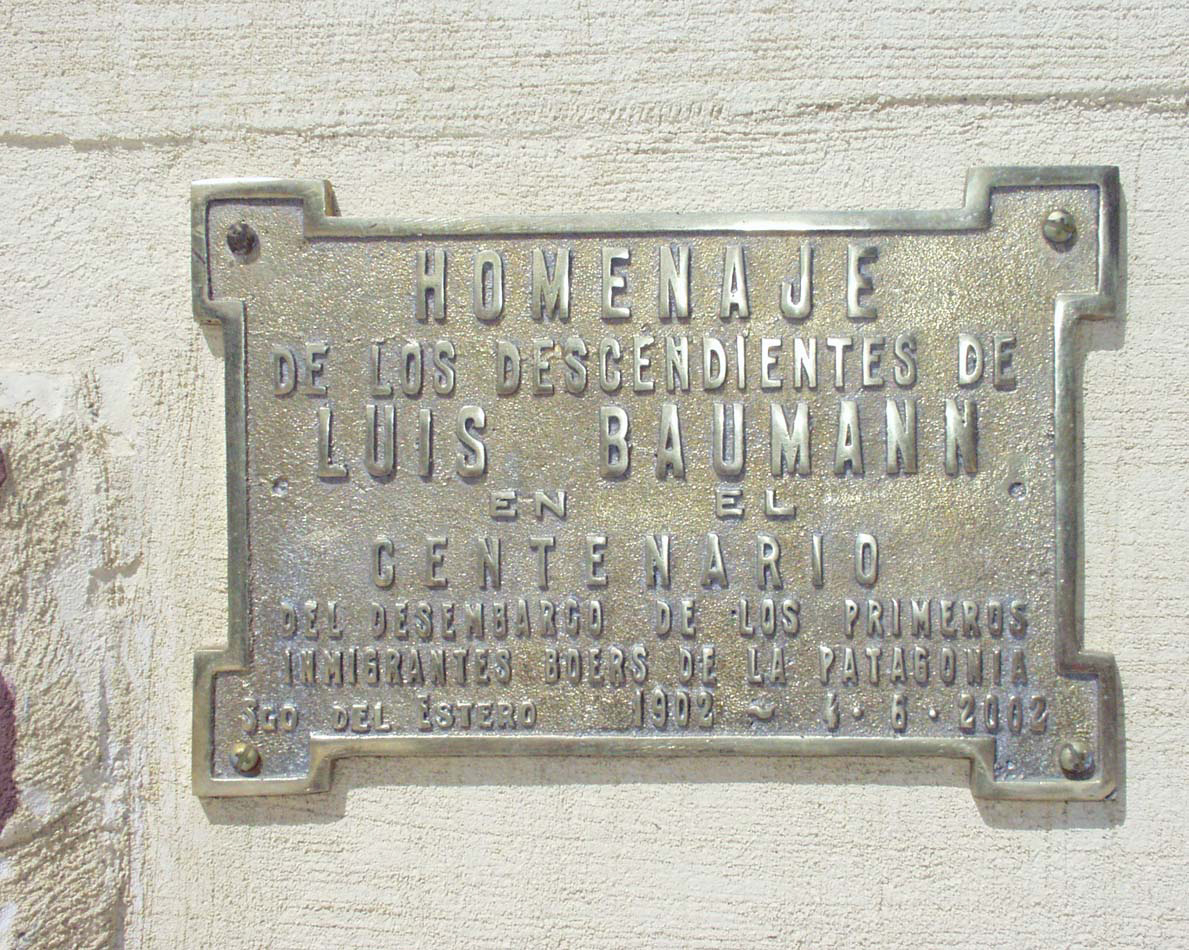 HOMENAJE
DE LOS DESCENDIENTES DE
LUIS BAUMANN
EN EL
CENTENARIO
DEL DESEMBARCO DE LOS PRIMEROS
INMIGRANTES BOERS DE LA PATAGONIA
SGO DEL ESTERO 1902 ~ 4·6·2002